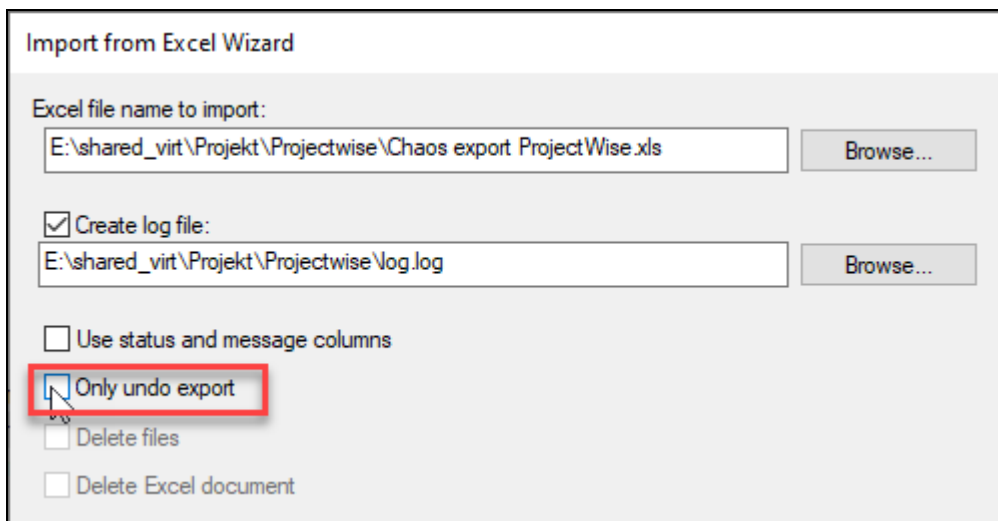 Import from Excel Wizard
Excel file name to import:
E:\shared_virt\Projekt\Projectwise\Chaos export ProjectWise.xls
Browse...
Create log file:
E:\shared_virt\Projekt\Projectwise\log.log
Browse...
Use status and message columns
Only undo export
Delete files
Delete Excel document